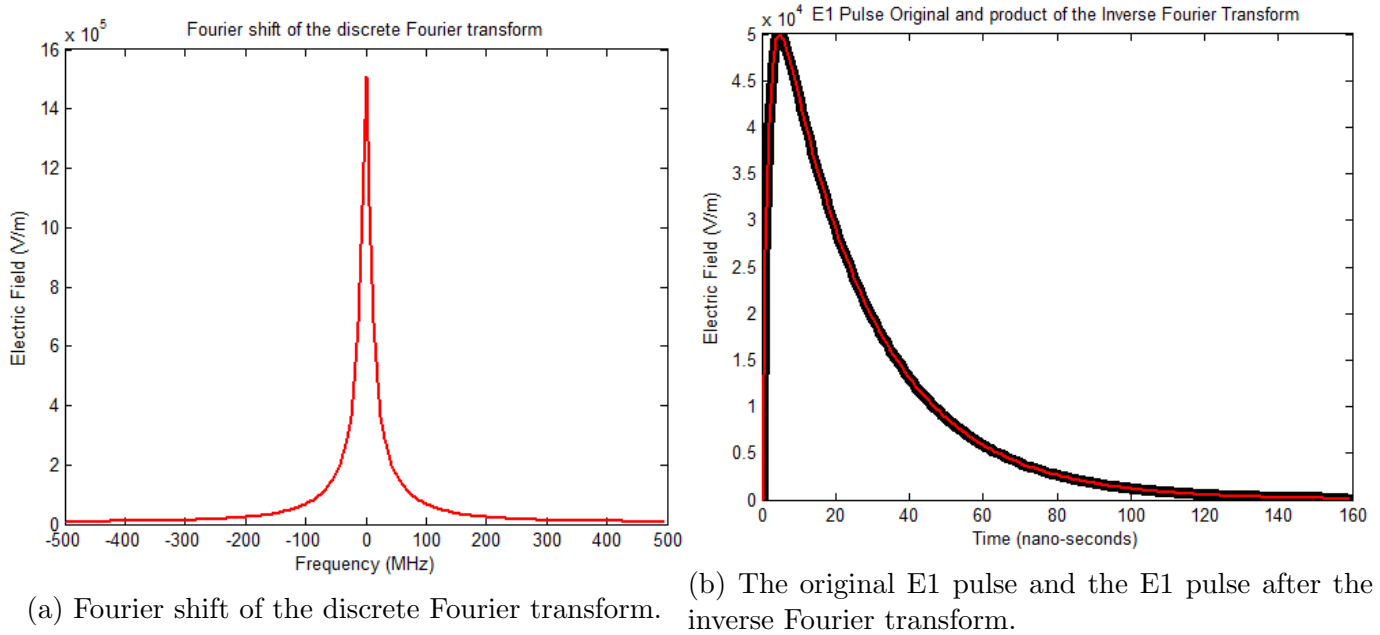 Fourier shift of the discrete Fourier transform
x 10^5
16
14
12
10
8
6
4
2
0
Electric Field (V/m)
-500 -400 -300 -200 -100 0 100 200 300 400 500
Frequency (MHz)
(a) Fourier shift of the discrete Fourier transform.
x 10^4
E1 Pulse Original and product of the Inverse Fourier Transform
5
4.5
4
3.5
3
2.5
2
1.5
1
0.5
0
Electric Field (V/m)
0 20 40 60 80 100 120 140 160
Time (nano-seconds)
(b) The original E1 pulse and the E1 pulse after the
inverse Fourier transform.